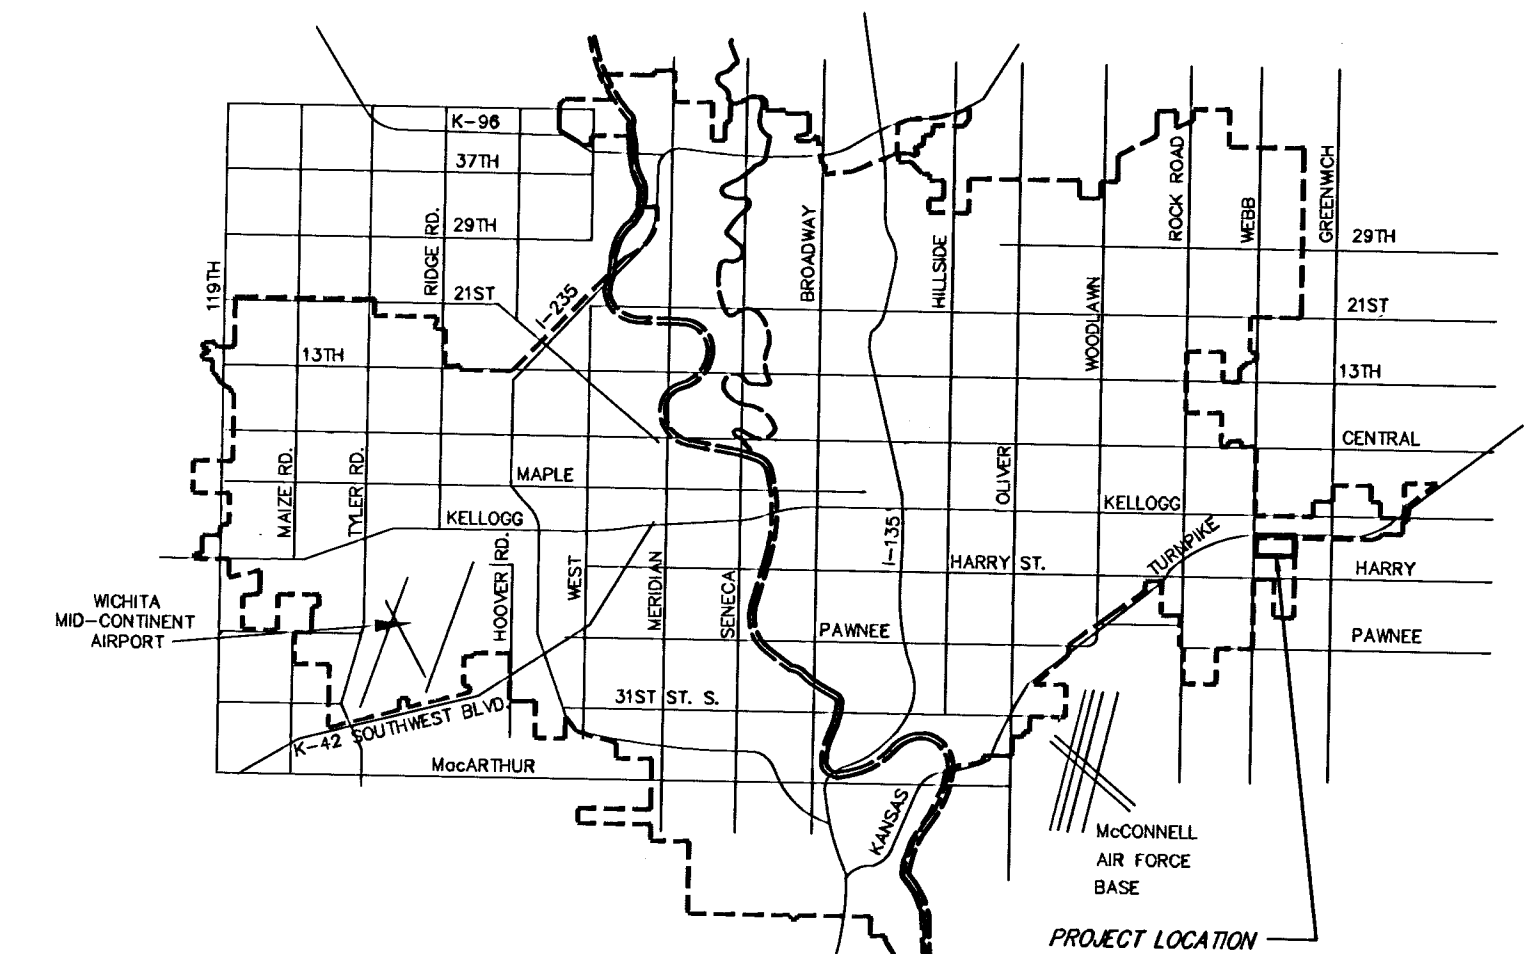 K-96
37TH
29TH
21ST
13TH
119TH
RIDGE RD.
I-235
BROADWAY
HILLSIDE
WOODLAWN
ROCK ROAD
WEBB
GREENWICH
29TH
21ST
13TH
CENTRAL
MAIZE RD.
TYLER RD.
MAPLE
KELLOGG
OLIVER
KELLOGG
HOOVER RD.
WEST
MERIDIAN
SENECA
I-135
HARRY ST.
TURNPIKE
HARRY
PAWNEE
PAWNEE
WICHITA
MID-CONTINENT
AIRPORT
31ST ST. S.
K-42 SOUTHWEST BLVD.
MacARTHUR
KANSAS
McCONNELL
AIR FORCE
BASE
PROJECT LOCATION